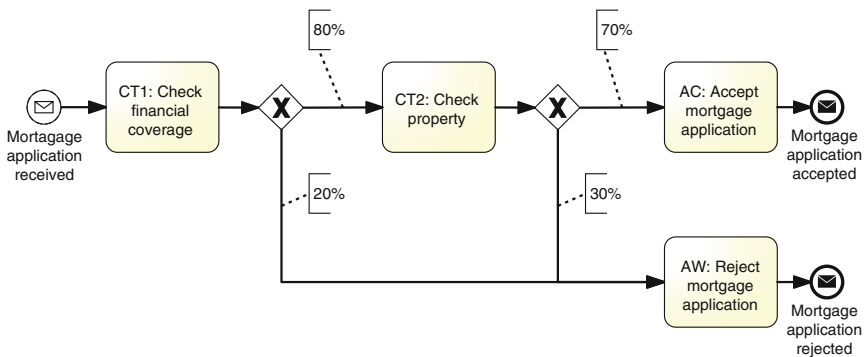 80%
70%
CT1: Check
financial
coverage
X
CT2: Check
property
X
AC: Accept
mortgage
application
Mortagage
application
received
Mortgage
application
accepted
20%
30%
AW: Reject
mortgage
application
Mortgage
application
rejected